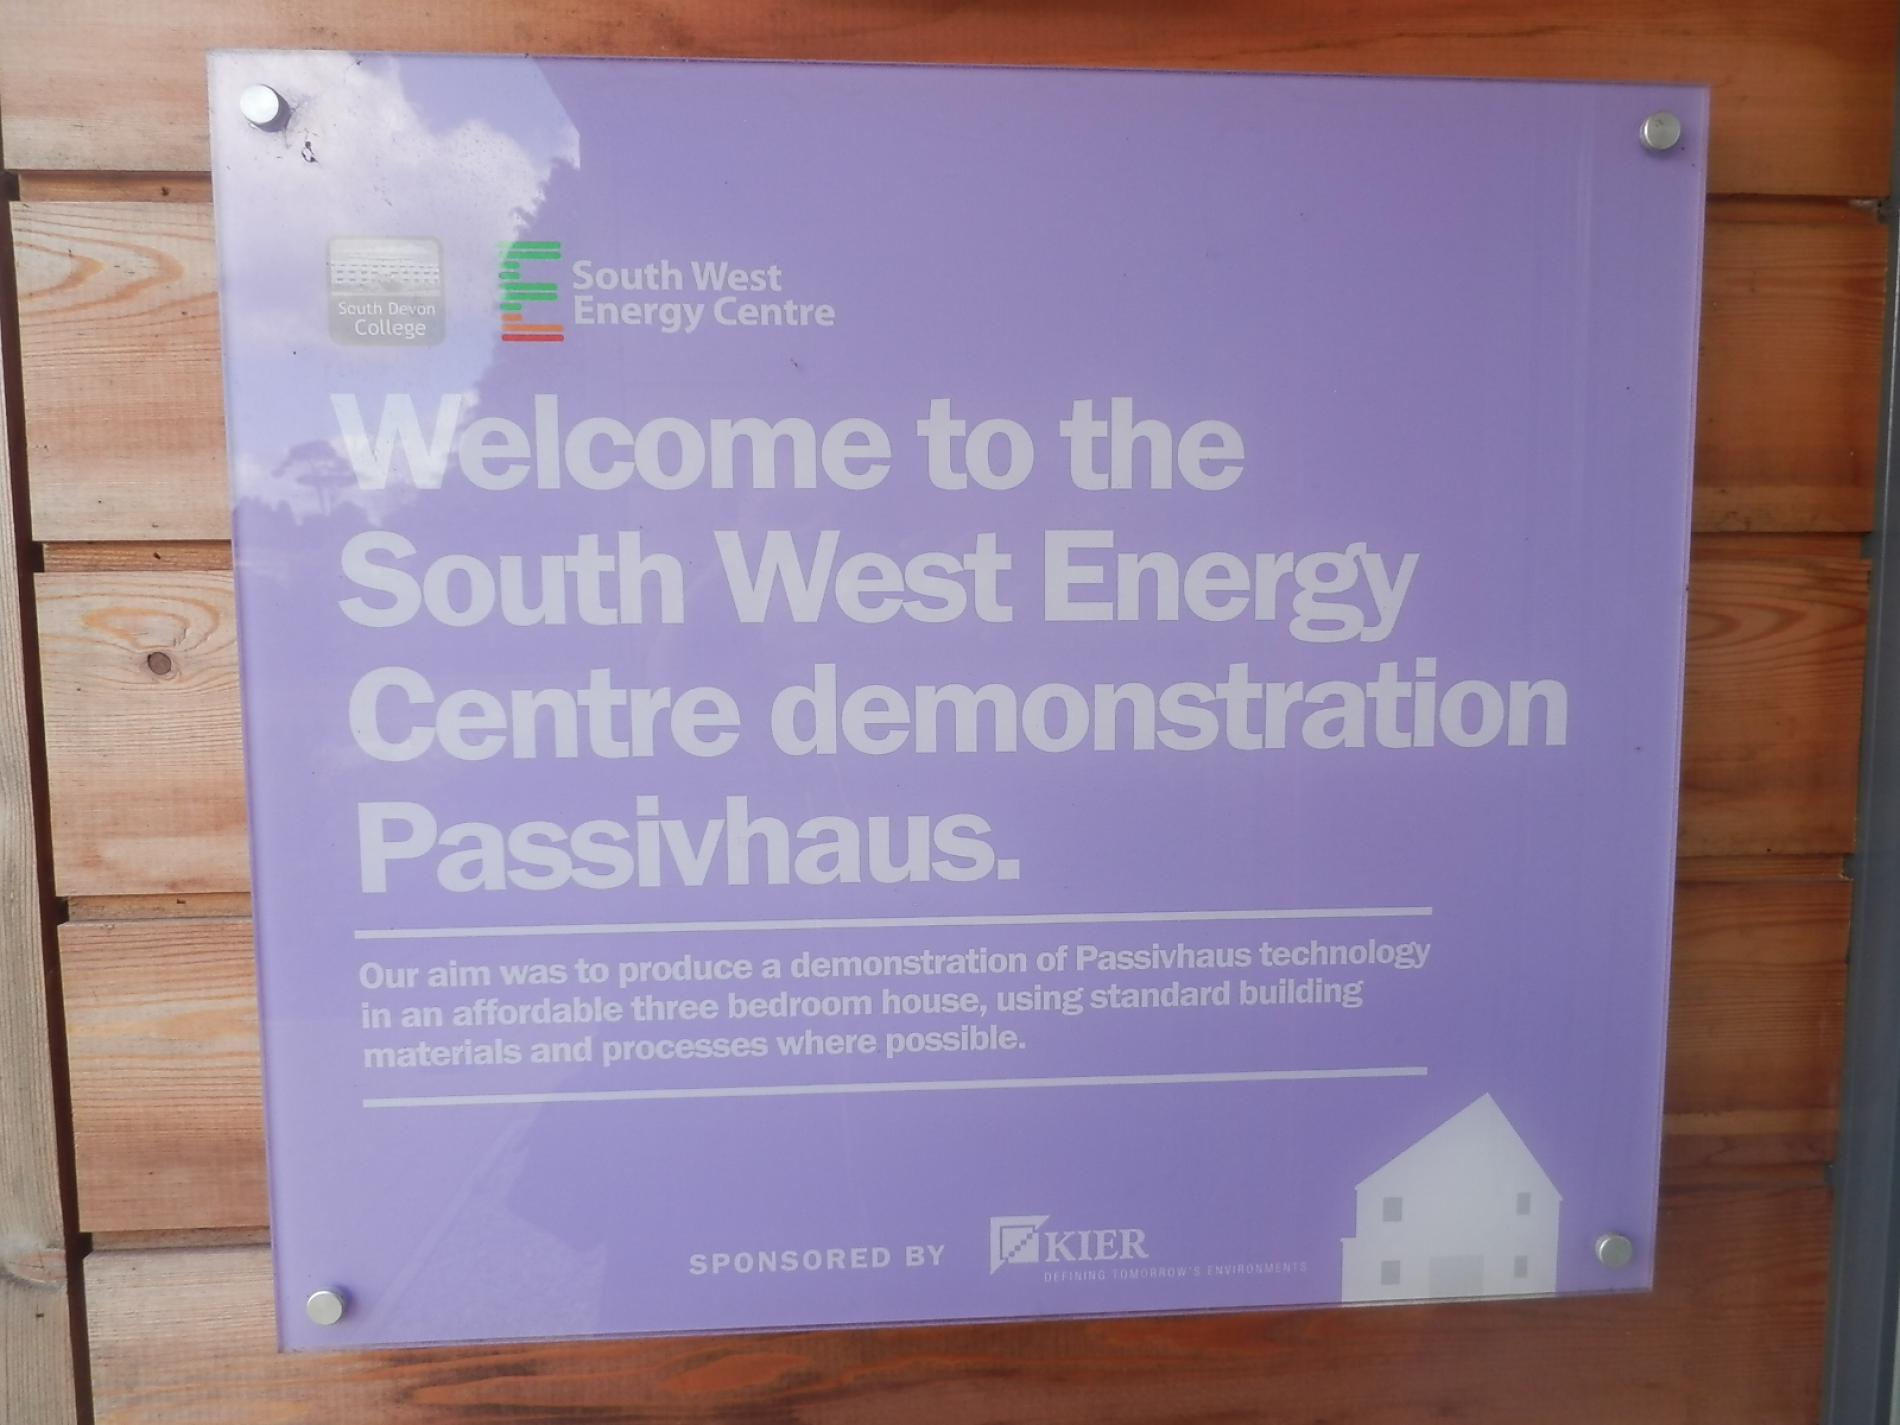 South Devon
College
South West
Energy Centre
Welcome to the
South West Energy
Centre demonstration
Passivhaus.
Our aim was to produce a demonstration of Passivhaus technology
in an affordable three bedroom house, using standard building
materials and processes where possible.
SPONSORED BY
KIER
DEFINING TOMORROW'S ENVIRONMENTS